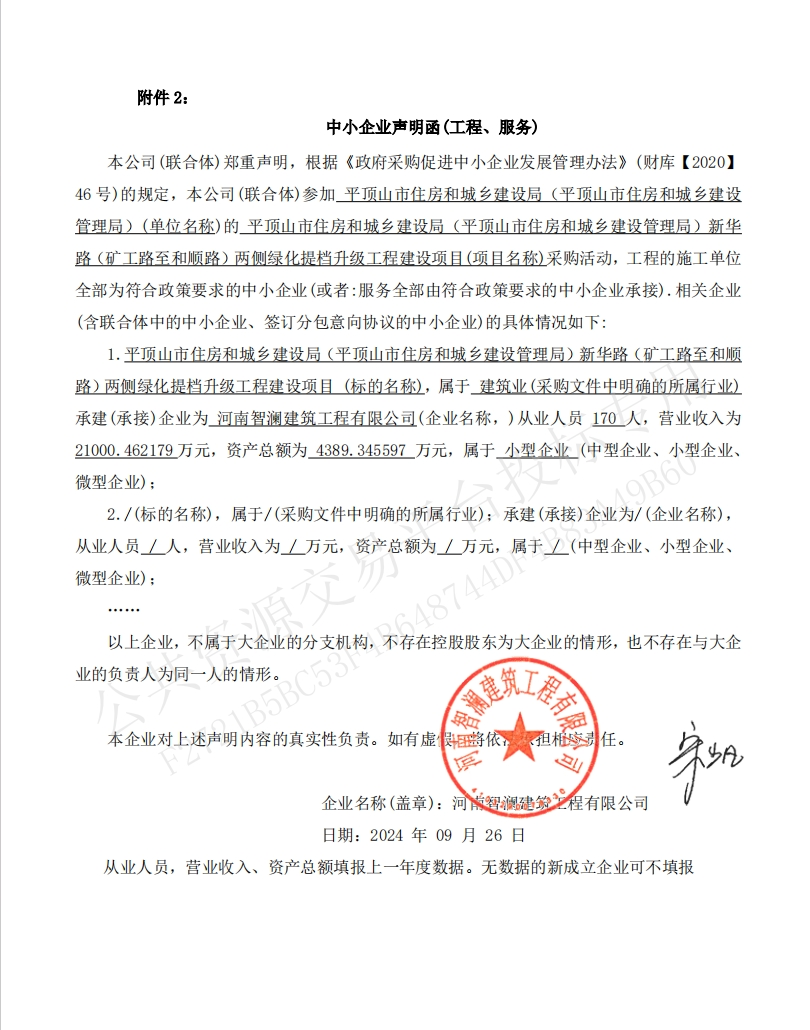 附件 2：
中小企业声明函(工程、服务)
本公司(联合体)郑重声明，根据《政府采购促进中小企业发展管理办法》(财库【2020】
46 号)的规定，本公司(联合体)参加 平顶山市住房和城乡建设局（平顶山市住房和城乡建设
管理局）(单位名称)的 平顶山市住房和城乡建设局（平顶山市住房和城乡建设管理局）新华
路（矿工路至和顺路）两侧绿化提档升级工程建设项目(项目名称)采购活动，工程的施工单位
全部为符合政策要求的中小企业(或者:服务全部由符合政策要求的中小企业承接).相关企业
(含联合体中的中小企业、签订分包意向协议的中小企业)的具体情况如下:
1.平顶山市住房和城乡建设局（平顶山市住房和城乡建设管理局）新华路（矿工路至和顺
路）两侧绿化提档升级工程建设项目 (标的名称)，属于 建筑业(采购文件中明确的所属行业)
承建(承接)企业为 河南智澜建筑工程有限公司(企业名称，)从业人员 170 人，营业收入为
21000.462179 万元，资产总额为 4389.345597 万元，属于 小型企业 (中型企业、小型企业、
微型企业)；
2./(标的名称)，属于/(采购文件中明确的所属行业)；承建(承接)企业为/(企业名称)，
从业人员 / 人，营业收入为 / 万元，资产总额为 / 万元，属于 / (中型企业、小型企业、
微型企业)；
……
以上企业，不属于大企业的分支机构，不存在控股股东为大企业的情形，也不存在与大企
业的负责人为同一人的情形。
本企业对上述声明内容的真实性负责。如有虚假，将依法承担相应责任。
河南智澜建筑工程有限公司
企业名称(盖章)：河南智澜建筑工程有限公司
日期：2024 年 09 月 26 日
从业人员，营业收入、资产总额填报上一年度数据。无数据的新成立企业可不填报
公共资源交易平台投标专用